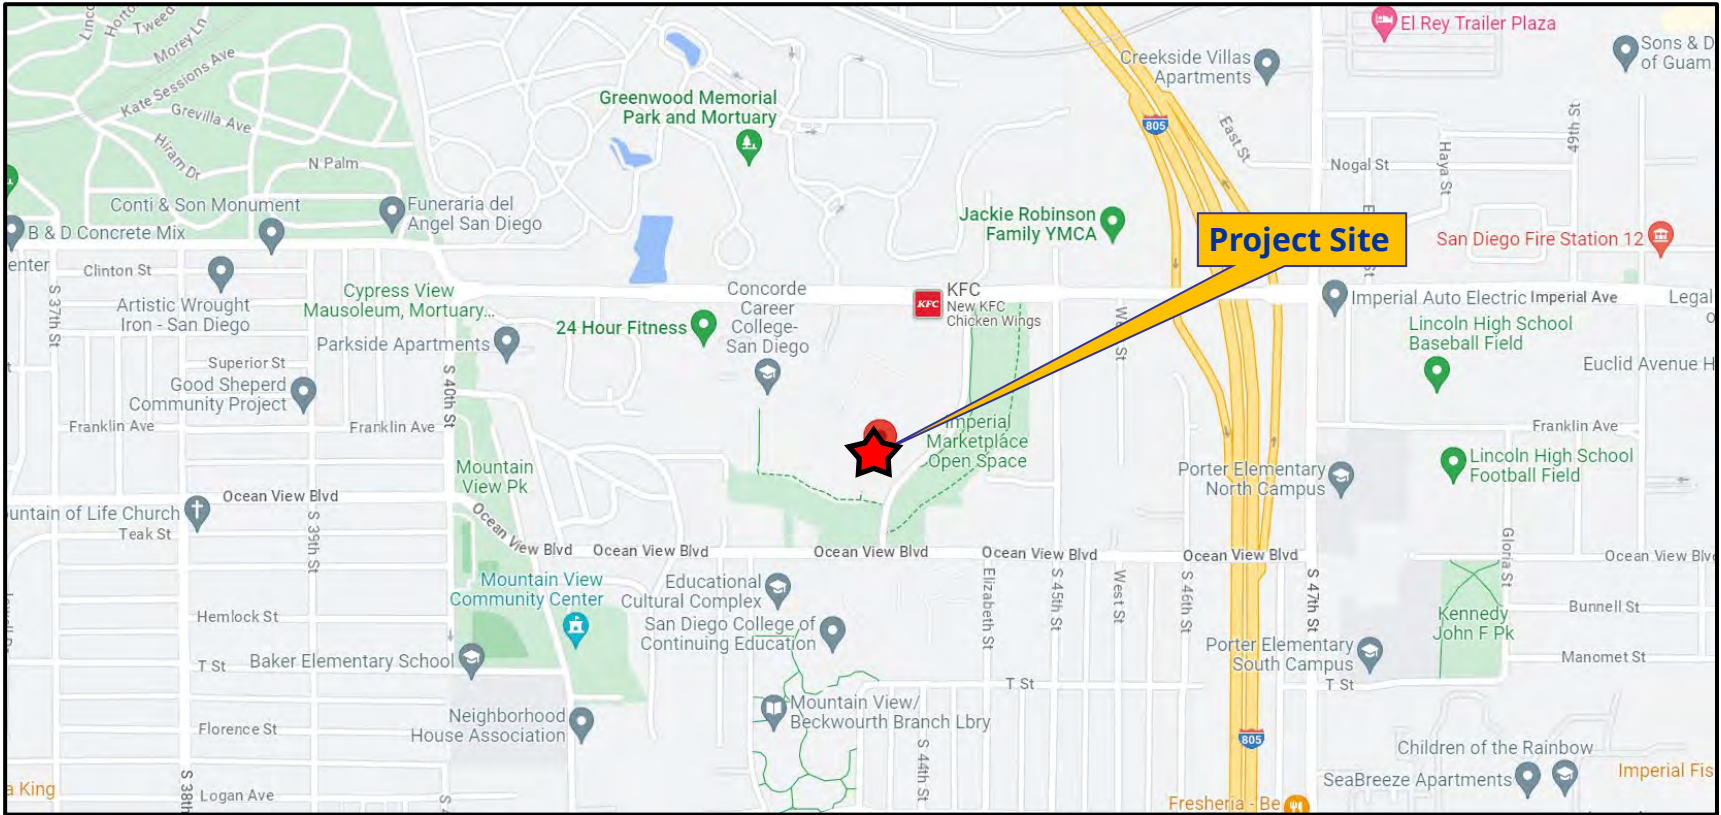 Linc
Horto
Tweed
Morey Ln
Kate Sessions Ave
Grevilla Ave
Hiram Dr
N Palm
El Rey Trailer Plaza
Sons & D
of Guam
Creekside Villas
Apartments
Greenwood Memorial
Park and Mortuary
805
East St
49th St
Nogal St
Haya St
Conti & Son Monument
Funeraria del
Angel San Diego
B & D Concrete Mix
Jackie Robinson
Family YMCA
Project Site
San Diego Fire Station 12
enter
Clinton St
S 37th St
Artistic Wrought
Iron - San Diego
Cypress View
Mausoleum, Mortuary...
Parkside Apartments
24 Hour Fitness
Concorde
Career
College-
San Diego
KFC
KFC
New KFC
Chicken Wings
Imperial Auto Electric
Imperial Ave
Legal
Lincoln High School
Baseball Field
Euclid Avenue H
Superior St
Good Sheperd
Community Project
S 40th St
Franklin Ave
Franklin Ave
Franklin Ave
Imperial
Marketplace
Open Space
Mountain
View Pk
Porter Elementary
North Campus
Lincoln High School
Football Field
Ocean View Blvd
untain of Life Church
Teak St
S 39th St
Ocean View Blvd
Ocean View Blvd
Ocean View Blvd
Ocean View Blvd
Ocean View Blvd
Ocean View Blv
Gloria St
Mountain View
Community Center
Educational
Cultural Complex
San Diego College of
Continuing Education
Elizabeth St
S 45th St
West St
S 46th St
S 47th St
Kennedy
John F Pk
Bunnell St
Hemlock St
T St
Baker Elementary School
Porter Elementary
South Campus
Manomet St
T St
T St
Mountain View/
Beckwourth Branch Lbry
Neighborhood
House Association
Florence St
S 44th St
805
Children of the Rainbow
SeaBreeze Apartments
Imperial Fis
S 38th
a King
Logan Ave
S 4
Fresheria - Be